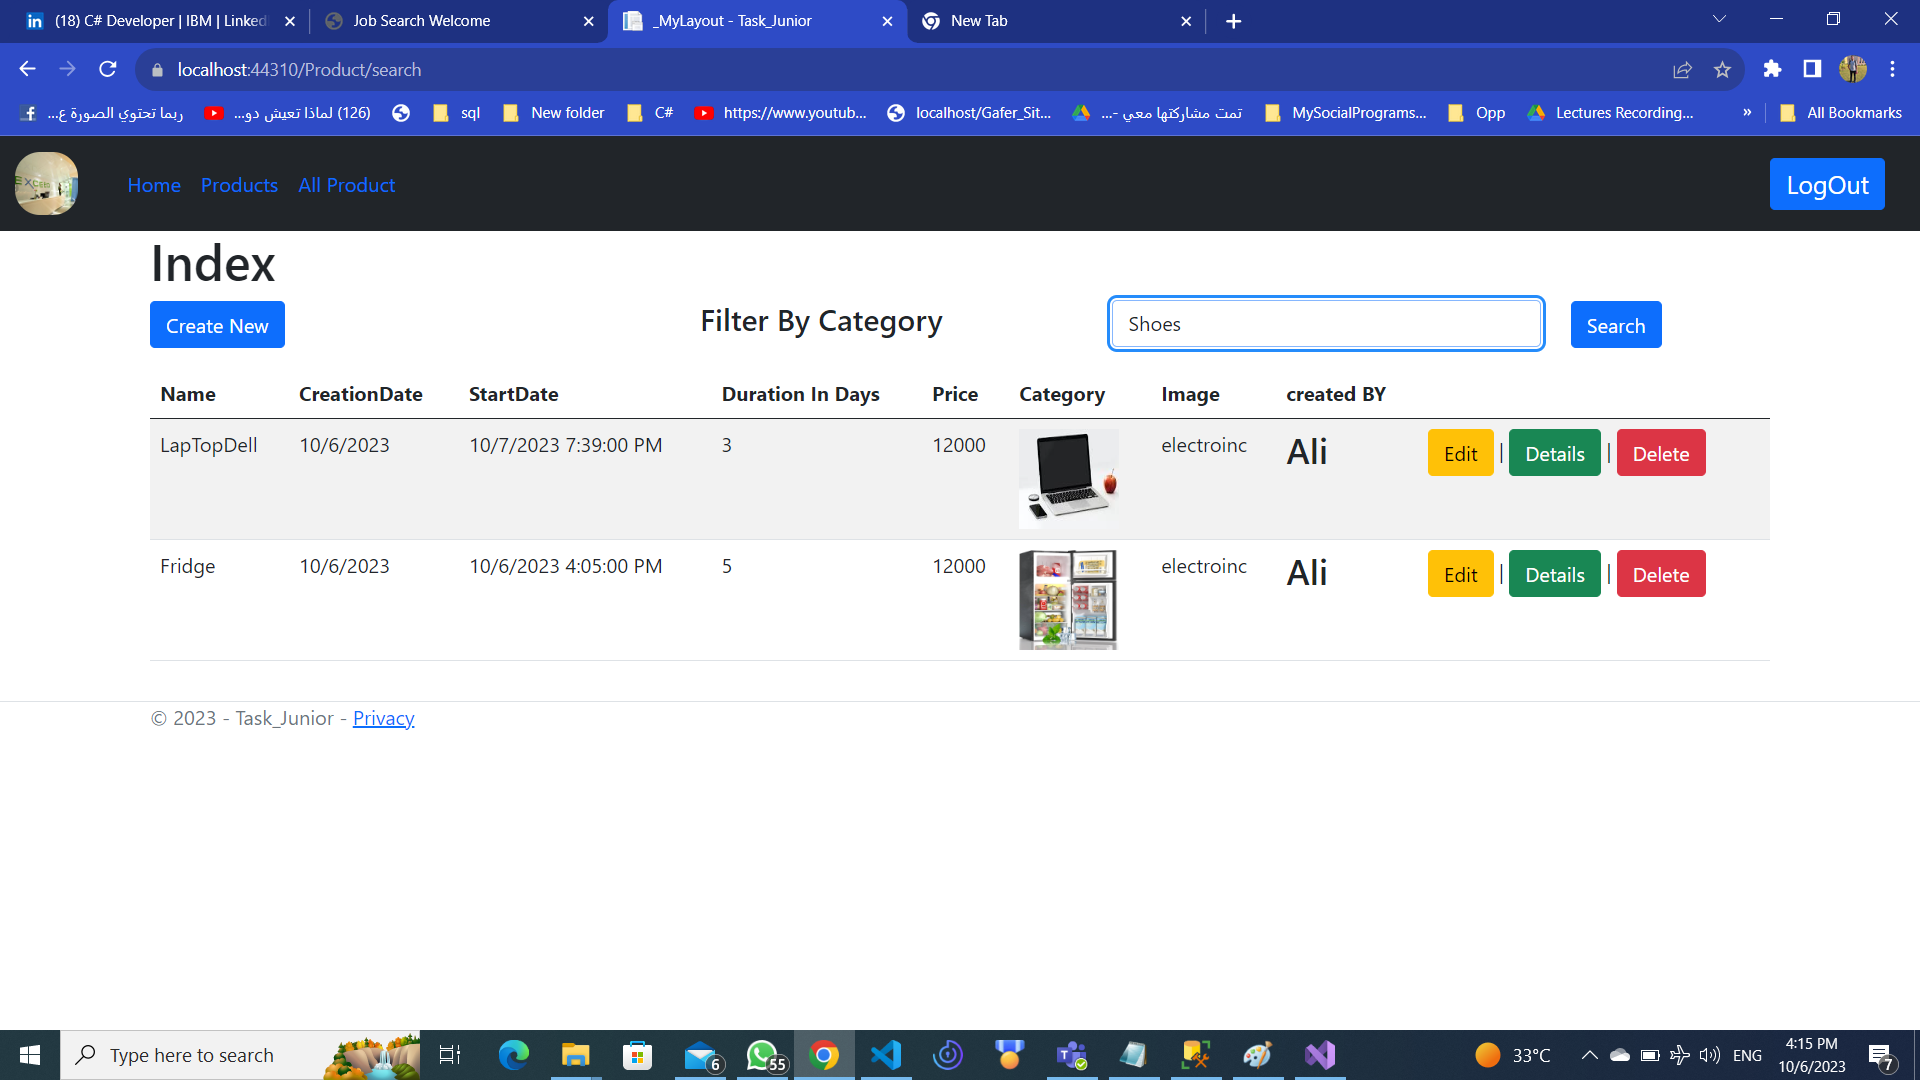 (18) C# Developer | IBM | Linked
Job Search Welcome
_MyLayout - Task_Junior
New Tab
localhost:44310/Product/search
ربما تحتوي الصورة ع...
(126) لماذا تعيش دو...
sql
New folder
C#
https://www.youtub...
localhost/Gafer_Sit...
تمت مشاركتها معي -...
MySocialPrograms...
Opp
Lectures Recording...
»
All Bookmarks
Home
Products
All Product
LogOut
Index
Create New
Filter By Category
Shoes
Search
Name CreationDate StartDate Duration In Days Price Category Image created BY
LapTopDell 10/6/2023 10/7/2023 7:39:00 PM 3 12000 electroinc Ali Edit | Details | Delete
Fridge 10/6/2023 10/6/2023 4:05:00 PM 5 12000 electroinc Ali Edit | Details | Delete
© 2023 - Task_Junior - Privacy
Type here to search
6
55
33°C
ENG
4:15 PM
10/6/2023
7